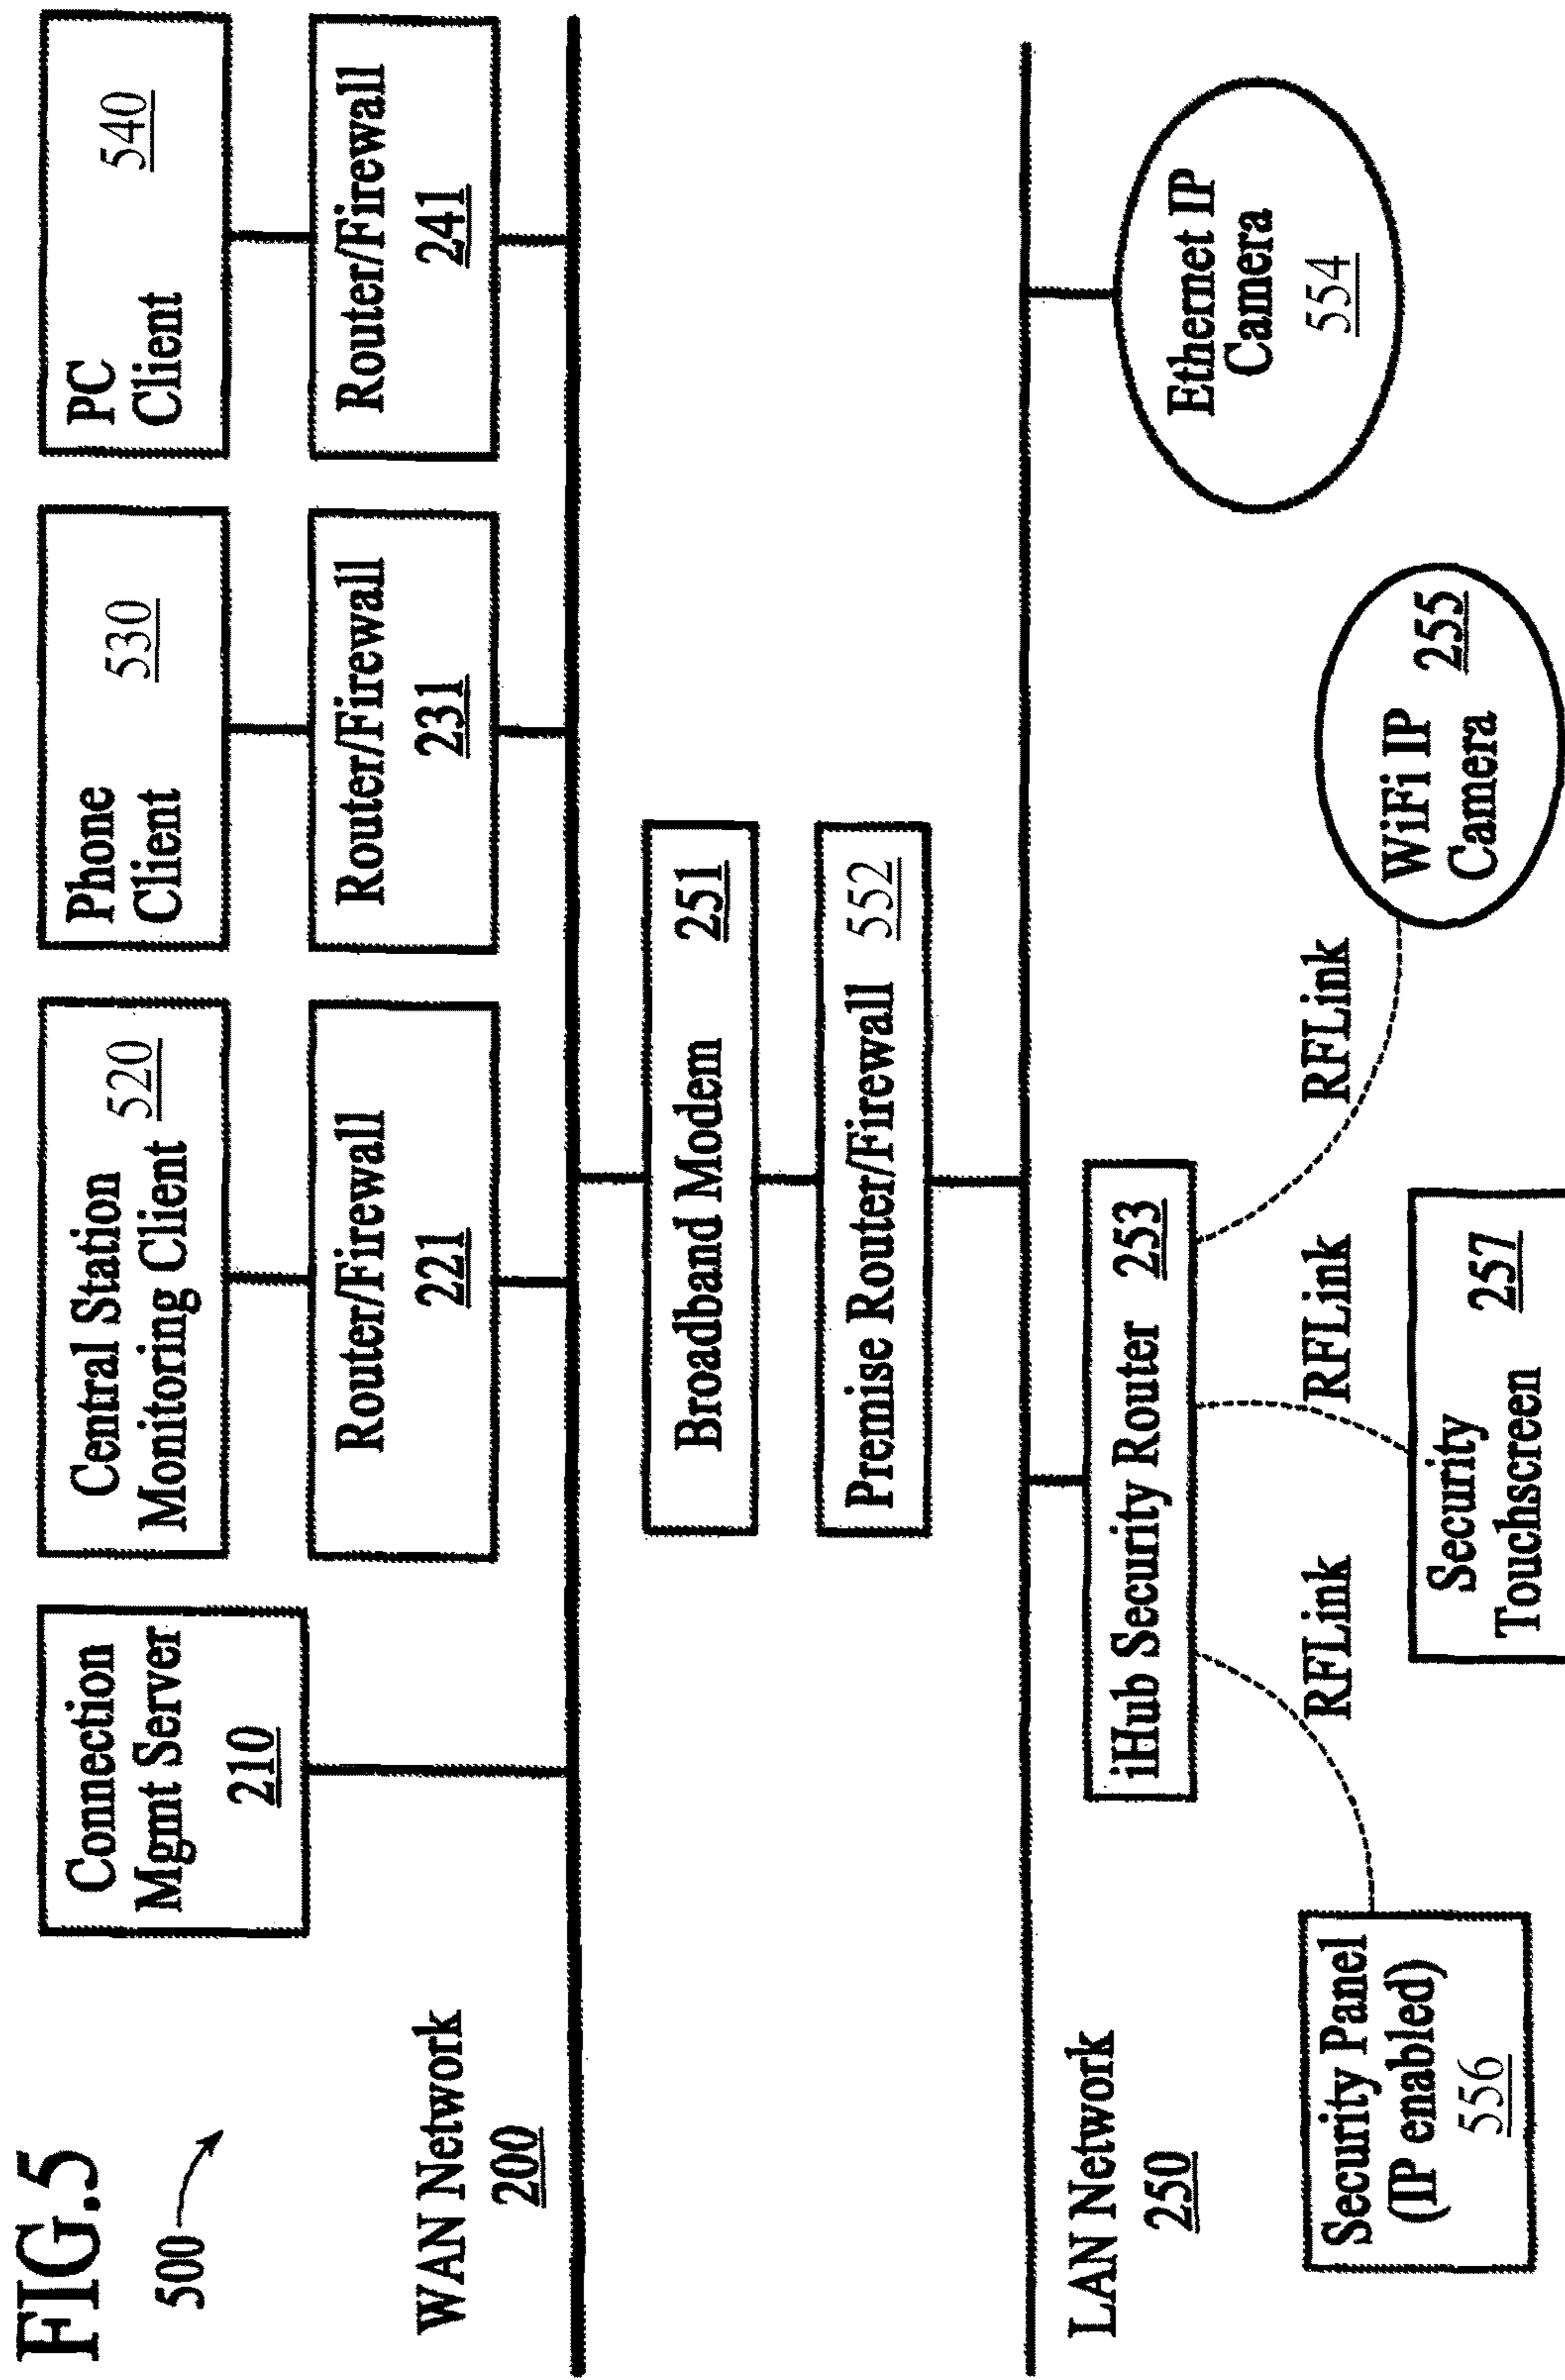 FIG.5
500
Connection
Mgmt Server
210
Central Station
520
Monitoring Client
Phone
530
Client
PC
540
Client
Router/Firewall
221
Router/Firewall
231
Router/Firewall
241
WAN Network
200
Broadband Modem 251
Premise Router/Firewall 552
LAN Network
250
iHub Security Router 253
Ethernet IP
Camera
554
RFLink
RFLink
RFLink
Security Panel
(IP enabled)
556
Security
257
Touchscreen
WiFi IP 255
Camera